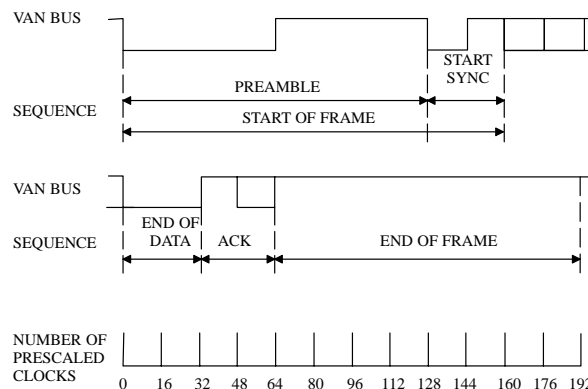 VAN BUS
START
SYNC
PREAMBLE
SEQUENCE
START OF FRAME
VAN BUS
END OF
DATA
ACK
END OF FRAME
SEQUENCE
NUMBER OF
PRESCALED
CLOCKS
0 16 32 48 64 80 96 112 128 144 160 176 192